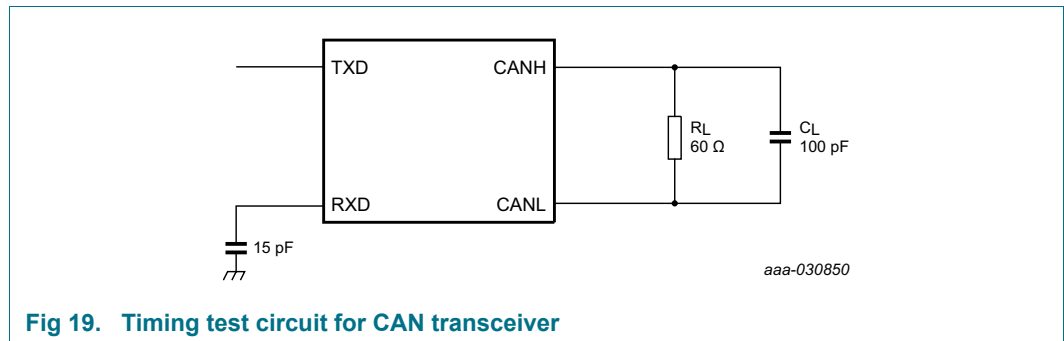 TXD CANH
RL
60 Ω
CL
100 pF
RXD CANL
15 pF
aaa-030850
Fig 19. Timing test circuit for CAN transceiver